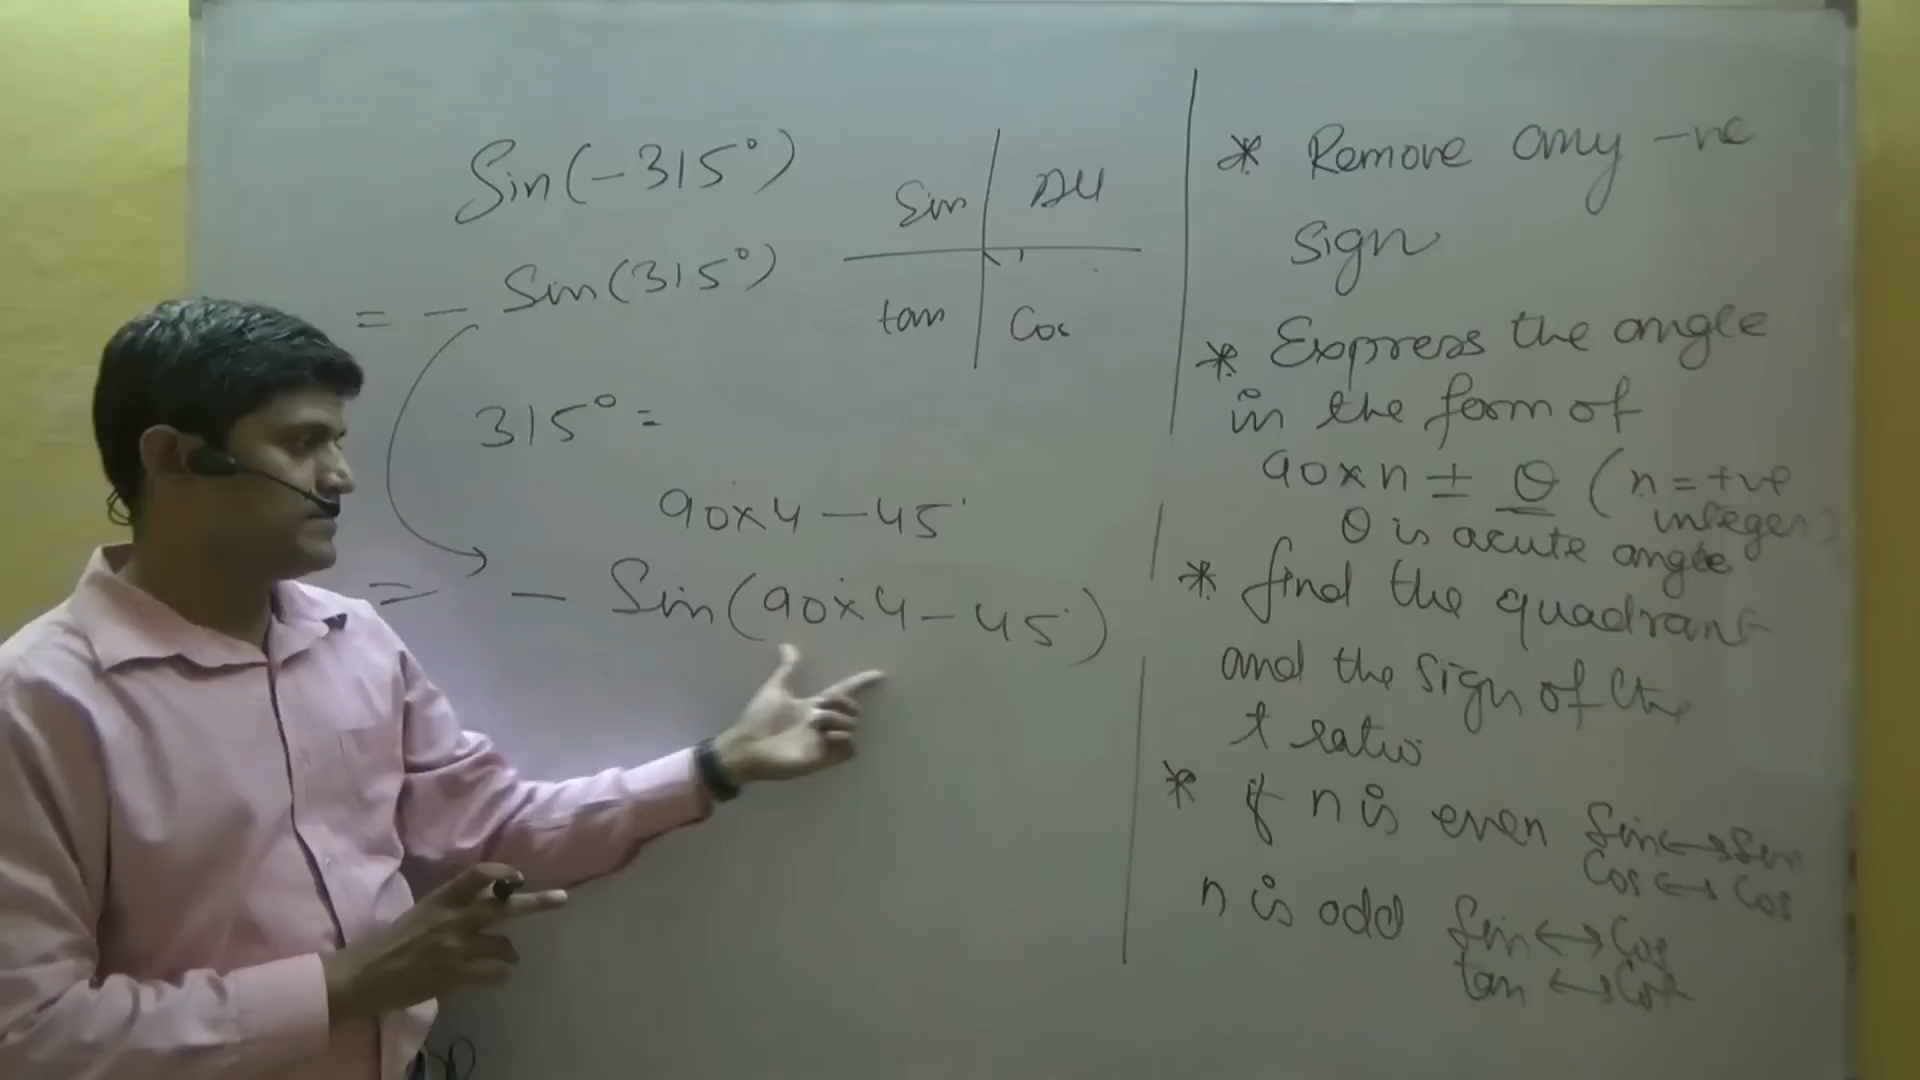 Sin(-315°)
= - Sin(315°)
Sin All
tan Cos
315° =
90×4-45°
= - Sin(90×4-45°)
* Remove any -ve
sign
* Express the angle
in the form of
90×n ± θ (n = +ve
integer)
θ is acute angle
* find the quadrant
and the sign of the
t ratio
* if n is even Sin↔Sin
Cos↔Cos
n is odd Sin↔Cos
tan↔Cot